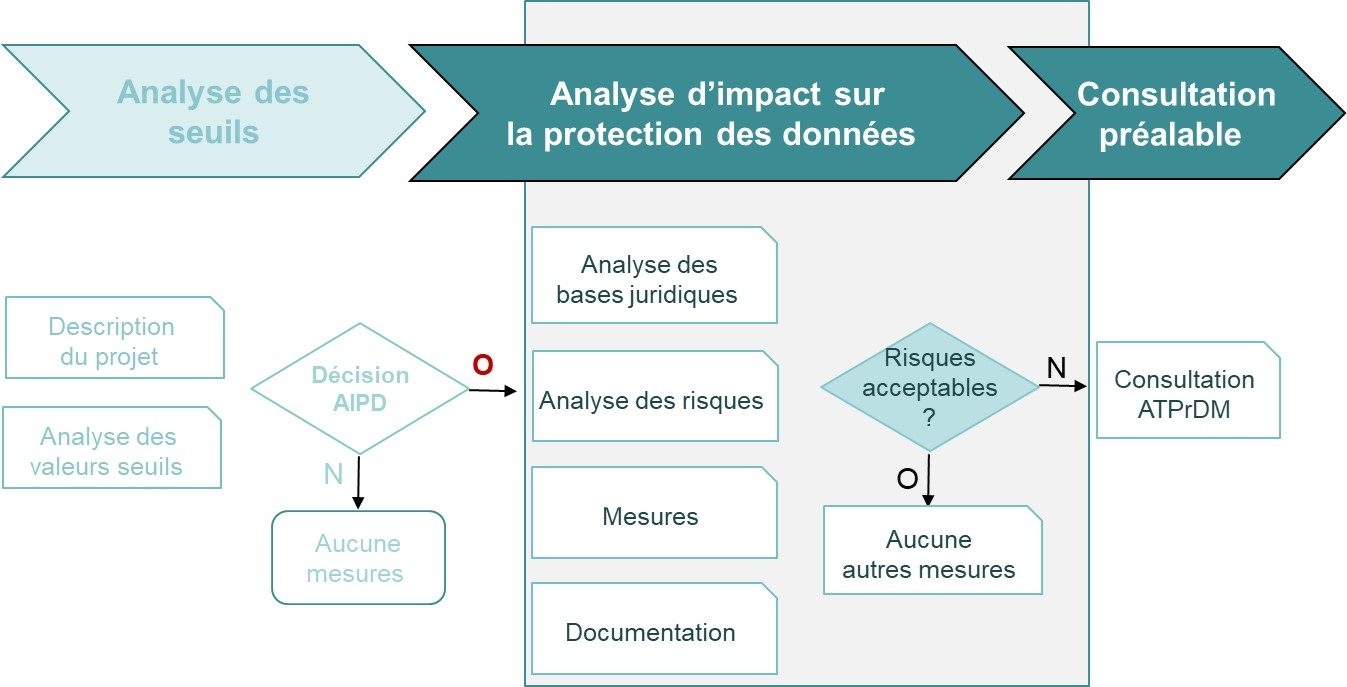 Analyse des
seuils
Analyse d’impact sur
la protection des données
Consultation
préalable
Description
du projet
Analyse des
valeurs seuils
Décision
AIPD
O
N
Aucune
mesures
Analyse des
bases juridiques
Analyse des risques
Mesures
Documentation
Risques
acceptables
?
N
O
Aucune
autres mesures
Consultation
ATPrDM